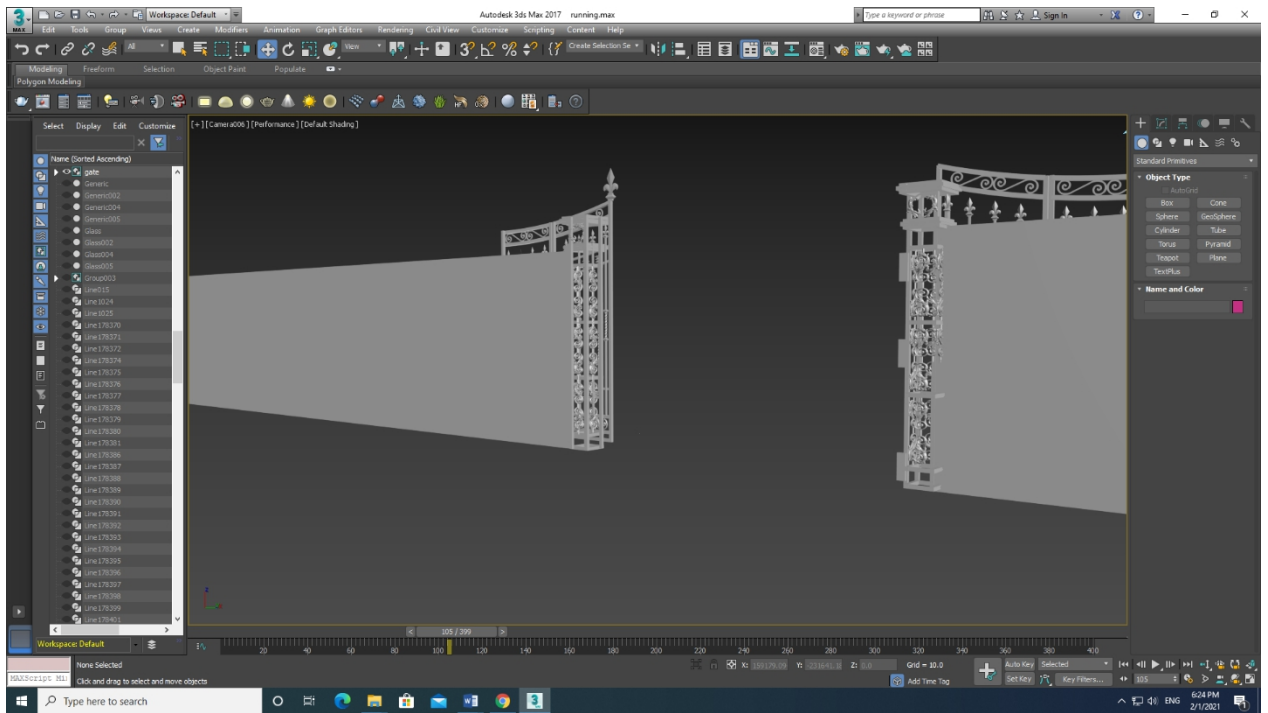 3
MAX
Workspace: Default
Autodesk 3ds Max 2017 running.max
Type a keyword or phrase
Sign In
Edit Tools Group Views Create Modifiers Animation Graph Editors Rendering Civil View Customize Scripting Content Help
All
View
Create Selection Se
Modeling Freeform Selection Object Paint Populate
Polygon Modeling
Select Display Edit Customize
[+][Camera006][Performance][Default Shading]
Name (Sorted Ascending)
gate
Generic
Generic002
Generic004
Generic005
Glass
Glass002
Glass004
Glass005
Group003
Line015
Line1024
Line1025
Line178370
Line178371
Line178372
Line178374
Line178375
Line178376
Line178377
Line178378
Line178379
Line178380
Line178381
Line178386
Line178387
Line178388
Line178389
Line178390
Line178391
Line178392
Line178393
Line178394
Line178395
Line178396
Line178397
Line178398
Line178399
Line178401
Standard Primitives
Object Type
AutoGrid
Box Cone
Sphere GeoSphere
Cylinder Tube
Torus Pyramid
Teapot Plane
TextPlus
Name and Color
105 / 399
Workspace: Default
20 40 60 80 100 120 140 160 180 200 220 240 260 280 300 320 340 360 380 400
None Selected
X: 159179.09 Y: Z: 0.0 Grid = 10.0
Auto Key Selected
MAXScript Mi
Click and drag to select and move objects
Add Time Tag
Set Key Key Filters...
105
Type here to search
ENG
6:24 PM
2/1/2021